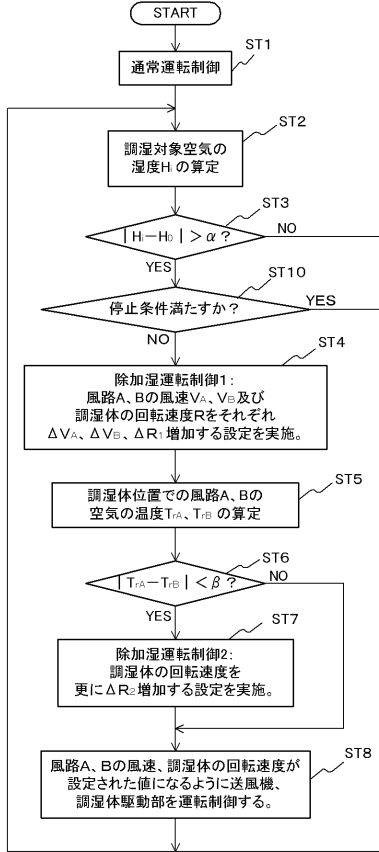 START
ST1
通常運転制御
ST2
調湿対象空気の
湿度Hiの算定
ST3
|Hi−H0|>α?
NO
YES
ST10
停止条件満たすか?
YES
NO
ST4
除加湿運転制御1:
風路A、Bの風速VA、VB及び
調湿体の回転速度Rをそれぞれ
ΔVA、ΔVB、ΔR1増加する設定を実施。
ST5
調湿体位置での風路A、Bの
空気の温度TrA、TrBの算定
ST6
|TrA−TrB|<β?
NO
YES
ST7
除加湿運転制御2:
調湿体の回転速度を
更にΔR2増加する設定を実施。
ST8
風路A、Bの風速、調湿体の回転速度が
設定された値になるように送風機、
調湿体駆動部を運転制御する。